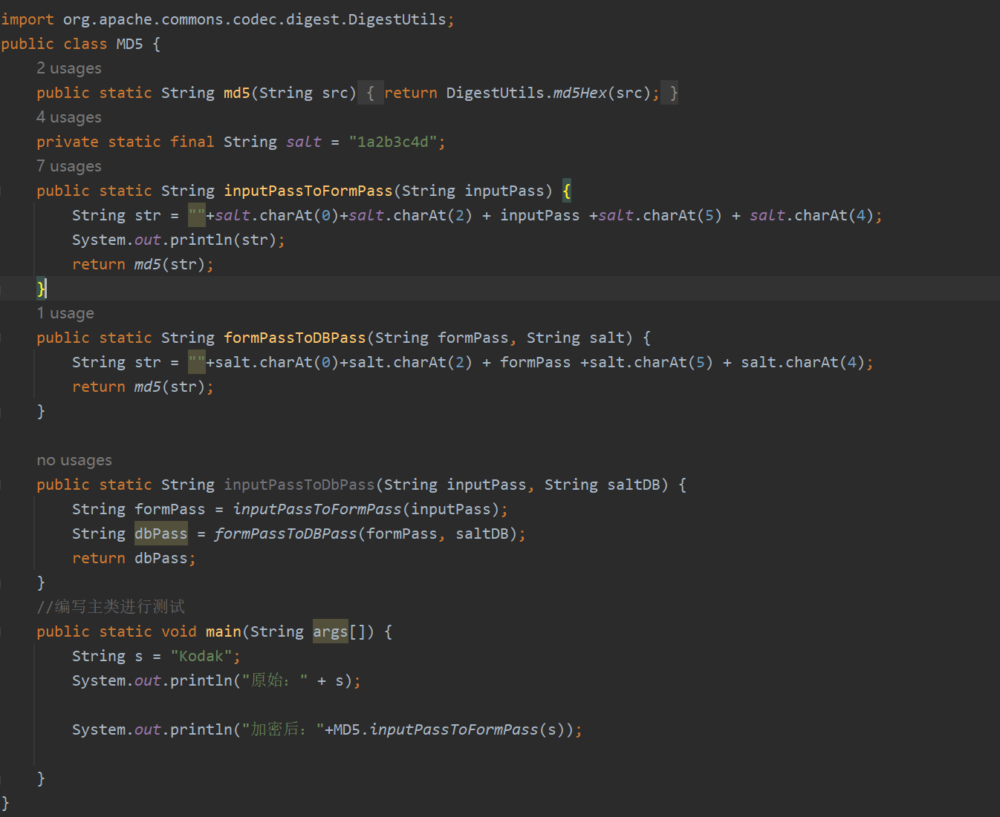 import org.apache.commons.codec.digest.DigestUtils;
public class MD5 {
2 usages
public static String md5(String src) { return DigestUtils.md5Hex(src); }
4 usages
private static final String salt = "1a2b3c4d";
7 usages
public static String inputPassToFormPass(String inputPass) {
String str = ""+salt.charAt(0)+salt.charAt(2) + inputPass +salt.charAt(5) + salt.charAt(4);
System.out.println(str);
return md5(str);
}
1 usage
public static String formPassToDBPass(String formPass, String salt) {
String str = ""+salt.charAt(0)+salt.charAt(2) + formPass +salt.charAt(5) + salt.charAt(4);
return md5(str);
}
no usages
public static String inputPassToDbPass(String inputPass, String saltDB) {
String formPass = inputPassToFormPass(inputPass);
String dbPass = formPassToDBPass(formPass, saltDB);
return dbPass;
}
//编写主类进行测试
public static void main(String args[]) {
String s = "Kodak";
System.out.println("原始：" + s);
System.out.println("加密后："+MD5.inputPassToFormPass(s));
}
}